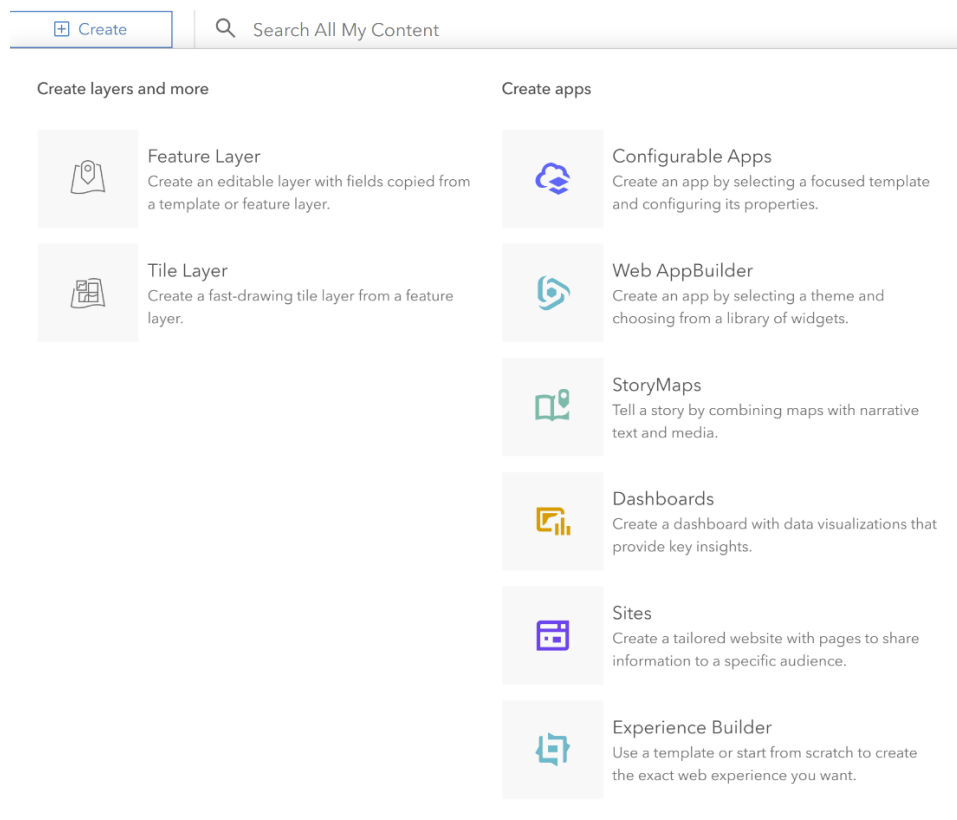 Create
Search All My Content
Create layers and more
Feature Layer
Create an editable layer with fields copied from
a template or feature layer.
Tile Layer
Create a fast-drawing tile layer from a feature
layer.
Create apps
Configurable Apps
Create an app by selecting a focused template
and configuring its properties.
Web AppBuilder
Create an app by selecting a theme and
choosing from a library of widgets.
StoryMaps
Tell a story by combining maps with narrative
text and media.
Dashboards
Create a dashboard with data visualizations that
provide key insights.
Sites
Create a tailored website with pages to share
information to a specific audience.
Experience Builder
Use a template or start from scratch to create
the exact web experience you want.